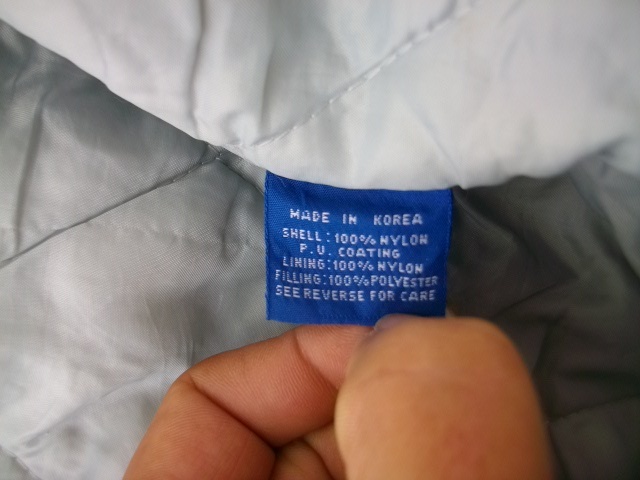 MADE IN KOREA
SHELL:100% NYLON
P.U. COATING
LINING:100% NYLON
FILLING:100% POLYESTER
SEE REVERSE FOR CARE